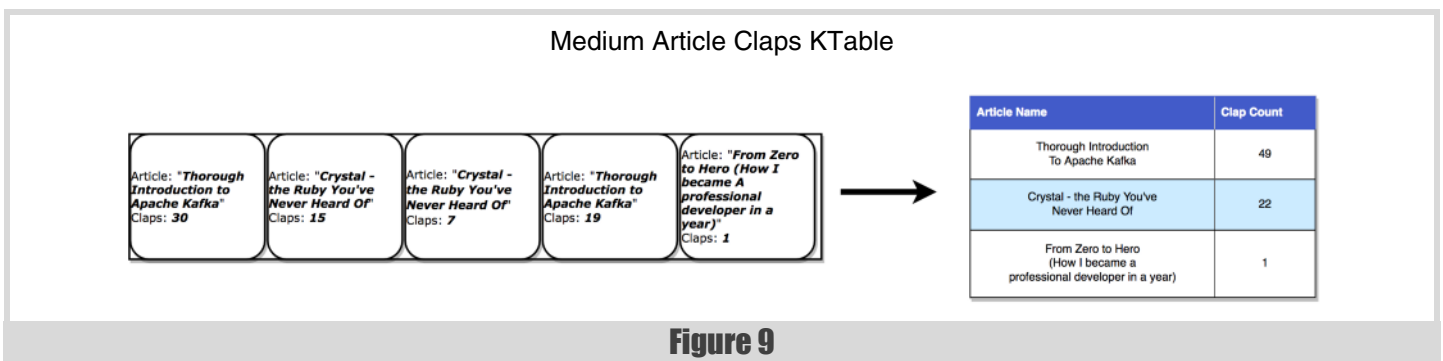 Medium Article Claps KTable
Article: "Thorough
Introduction to
Apache Kafka"
Claps: 30
Article: "Crystal -
the Ruby You've
Never Heard Of"
Claps: 15
Article: "Crystal -
the Ruby You've
Never Heard Of"
Claps: 7
Article: "Thorough
Introduction to
Apache Kafka"
Claps: 19
Article: "From Zero
to Hero (How I
became A
professional
developer in a
year)"
Claps: 1
Article Name Clap Count
Thorough Introduction
To Apache Kafka
49
Crystal - the Ruby You've
Never Heard Of
22
From Zero to Hero
(How I became a
professional developer in a year)
1
Figure 9